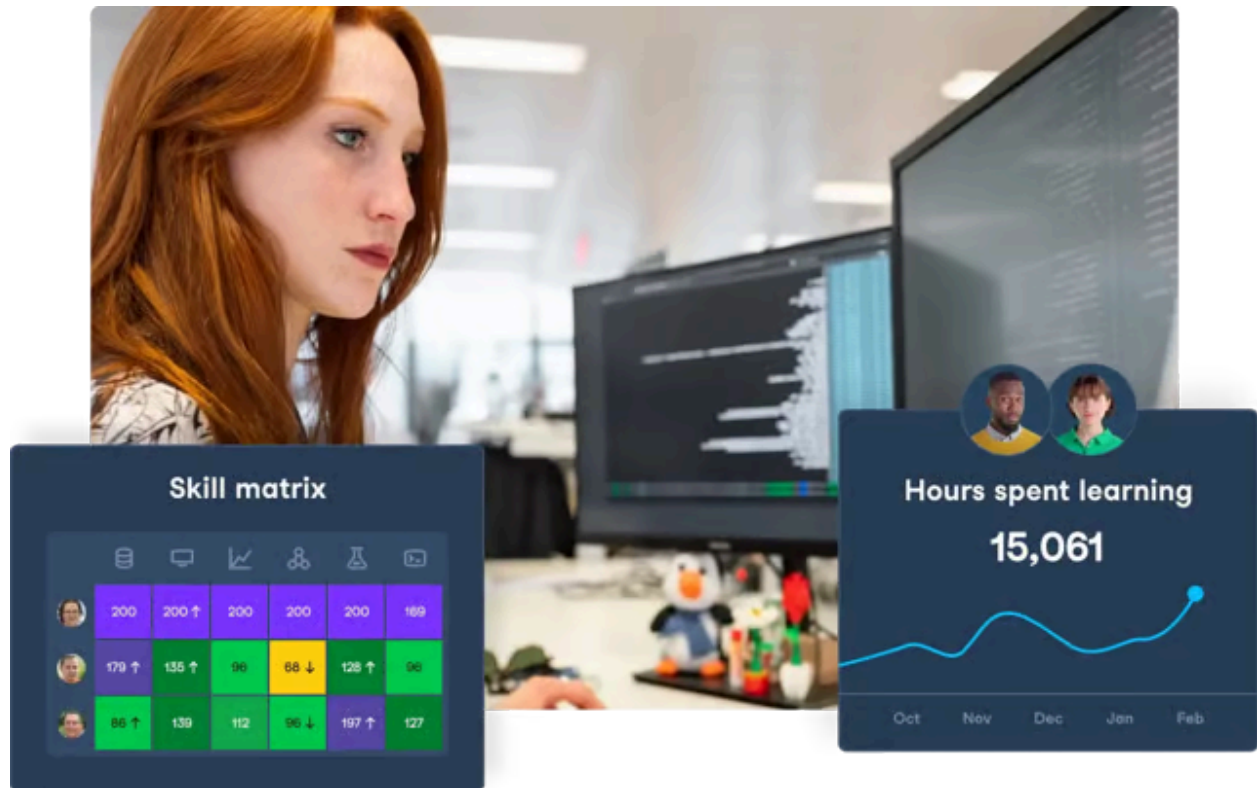 Skill matrix
200 200 ↑ 200 200 200 169
179 ↑ 135 ↑ 96 68 ↓ 128 ↑ 96
86 ↑ 139 112 96 ↓ 197 ↑ 127
Hours spent learning
15,061
Oct Nov Dec Jan Feb